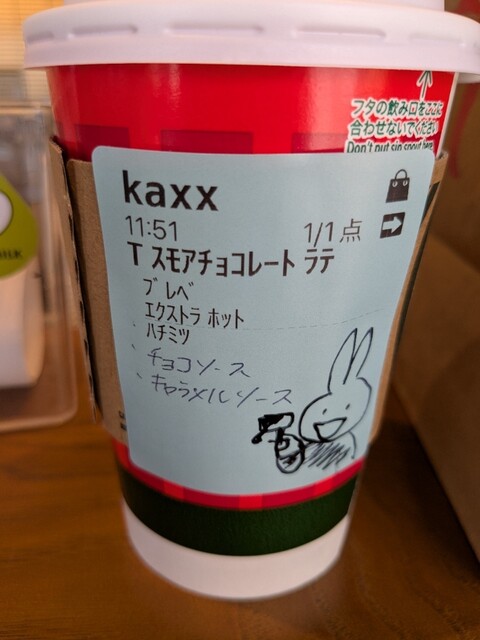 フタの飲み口をここに
合わせないでください
Don't put sip spout here
kaxx
11:51 1/1点
T スモアチョコレート ラテ
ブレベ
エクストラ ホット
ハチミツ
・チョコソース
・キャラメルソース